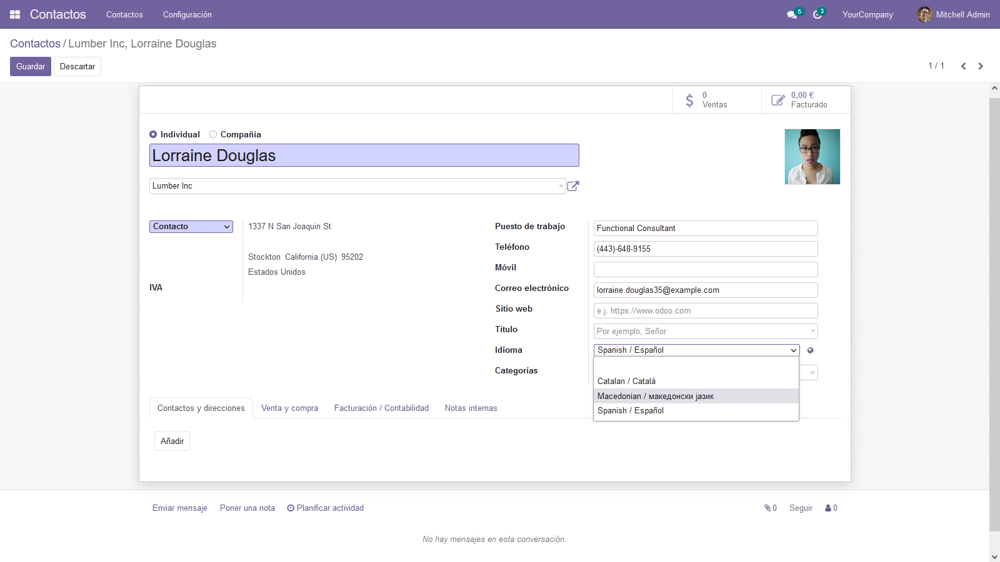 Contactos Contactos Configuración 5 3 YourCompany Mitchell Admin
Contactos / Lumber Inc, Lorraine Douglas
Guardar Descartar 1 / 1
0
Ventas
0,00 €
Facturado
Individual Compañía
Lorraine Douglas
Lumber Inc
Contacto
1337 N San Joaquin St
Stockton California (US) 95202
Estados Unidos
IVA
Puesto de trabajo Functional Consultant
Teléfono (443)-648-9155
Móvil
Correo electrónico lorraine.douglas35@example.com
Sitio web e.j. https://www.odoo.com
Título Por ejemplo, Señor
Idioma Spanish / Español
Categorías
Catalan / Català
Macedonian / македонски јазик
Spanish / Español
Contactos y direcciones Venta y compra Facturación / Contabilidad Notas internas
Añadir
Enviar mensaje Poner una nota Planificar actividad 0 Seguir 0
No hay mensajes en esta conversación.